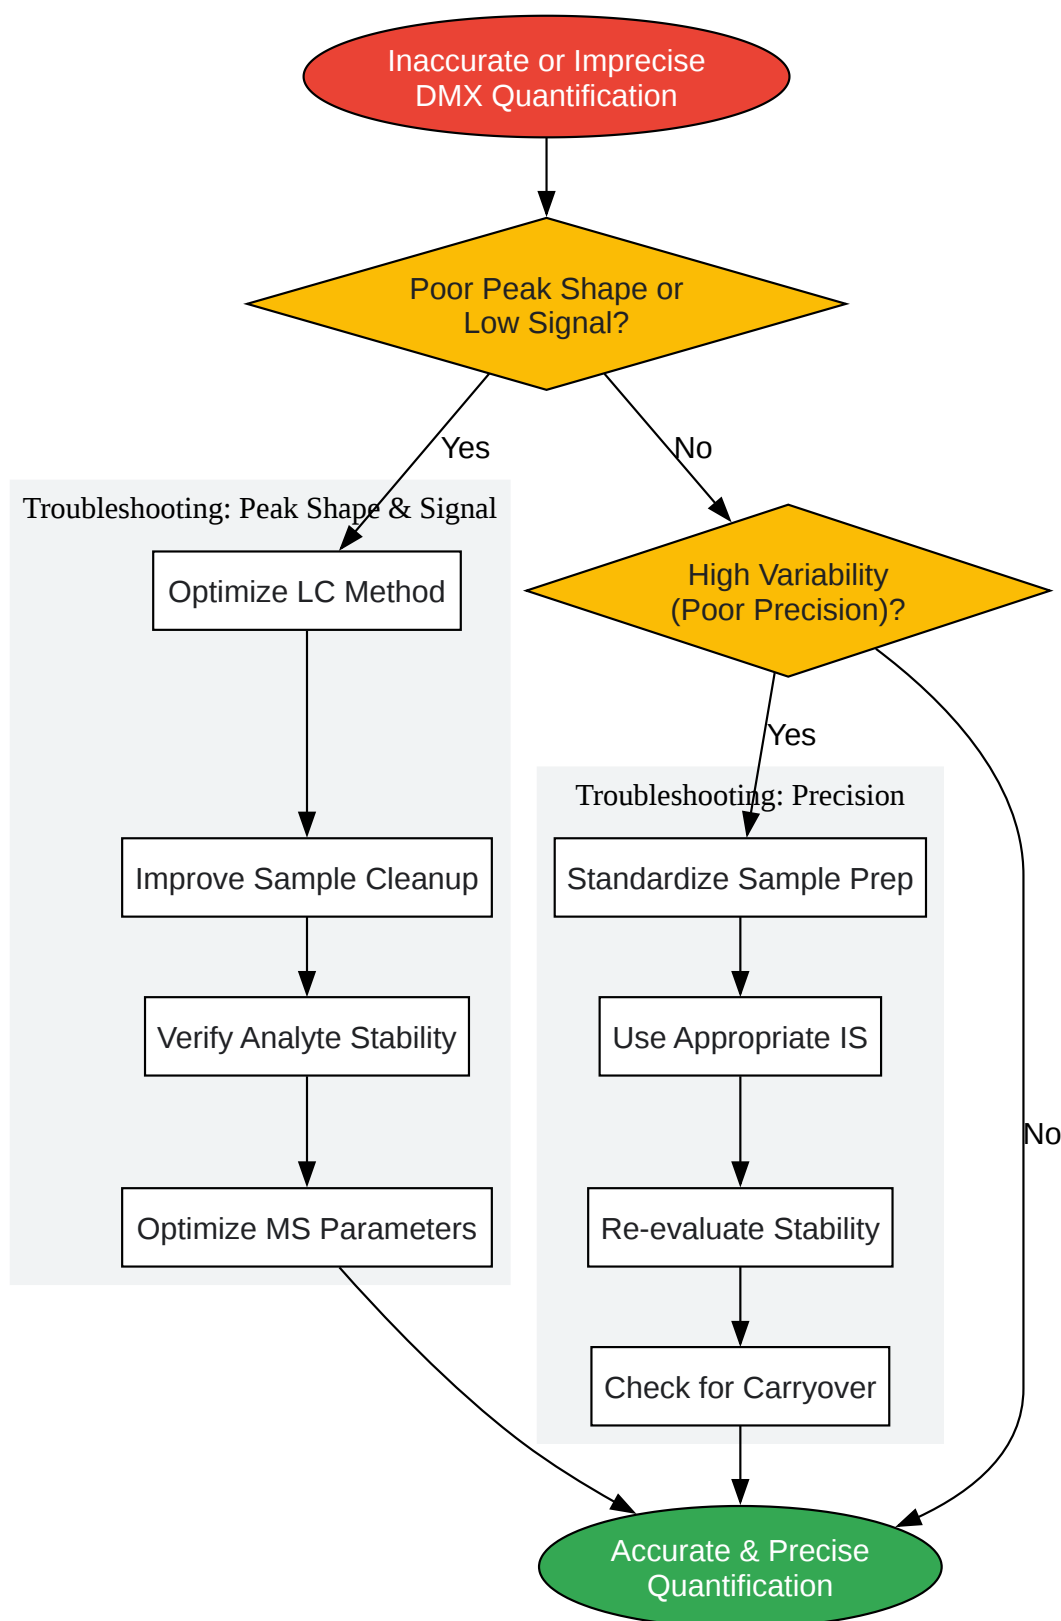 Inaccurate or Imprecise
DMX Quantification
Poor Peak Shape or
Low Signal?
Yes
No
Troubleshooting: Peak Shape & Signal
Optimize LC Method
Improve Sample Cleanup
Verify Analyte Stability
Optimize MS Parameters
High Variability
(Poor Precision)?
Yes
No
Troubleshooting: Precision
Standardize Sample Prep
Use Appropriate IS
Re-evaluate Stability
Check for Carryover
Accurate & Precise
Quantification